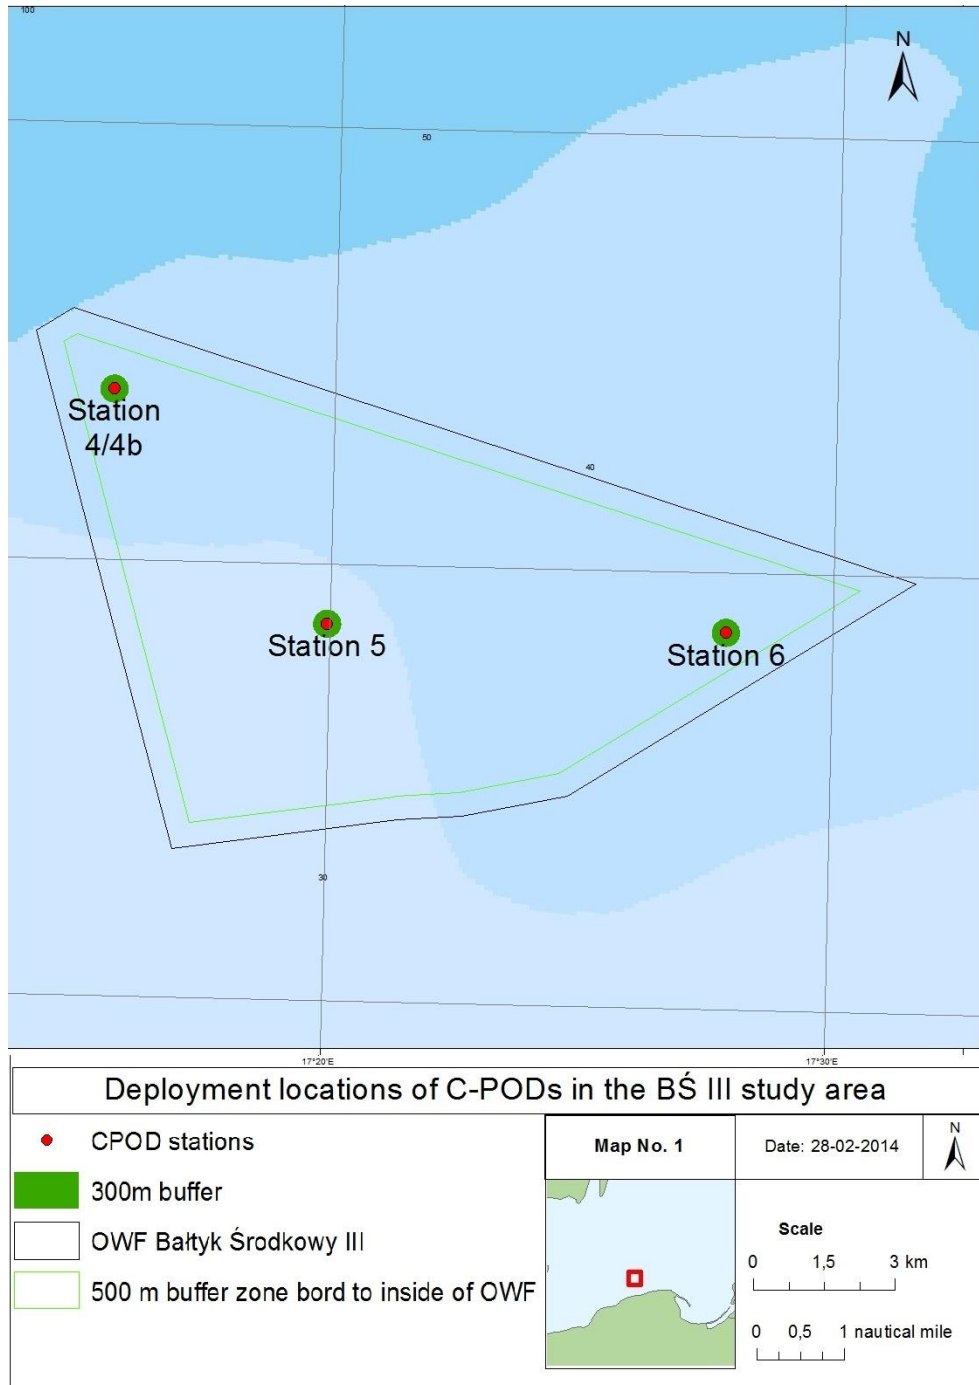 100
N
50
Station
4/4b
40
Station 5
Station 6
30
17°20'E
17°30'E
Deployment locations of C-PODs in the BŚ III study area
CPOD stations
300m buffer
OWF Bałtyk Środkowy III
500 m buffer zone bord to inside of OWF
Map No. 1
Date: 28-02-2014
N
Scale
0 1,5 3 km
0 0,5 1 nautical mile